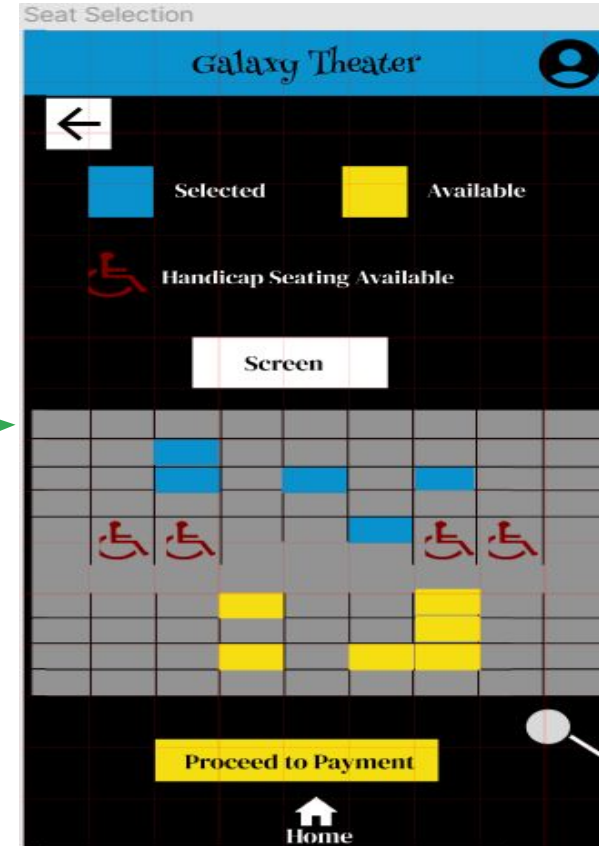 Seat Selection
Galaxy Theater
Selected
Available
Handicap Seating Available
Screen
Proceed to Payment
Home